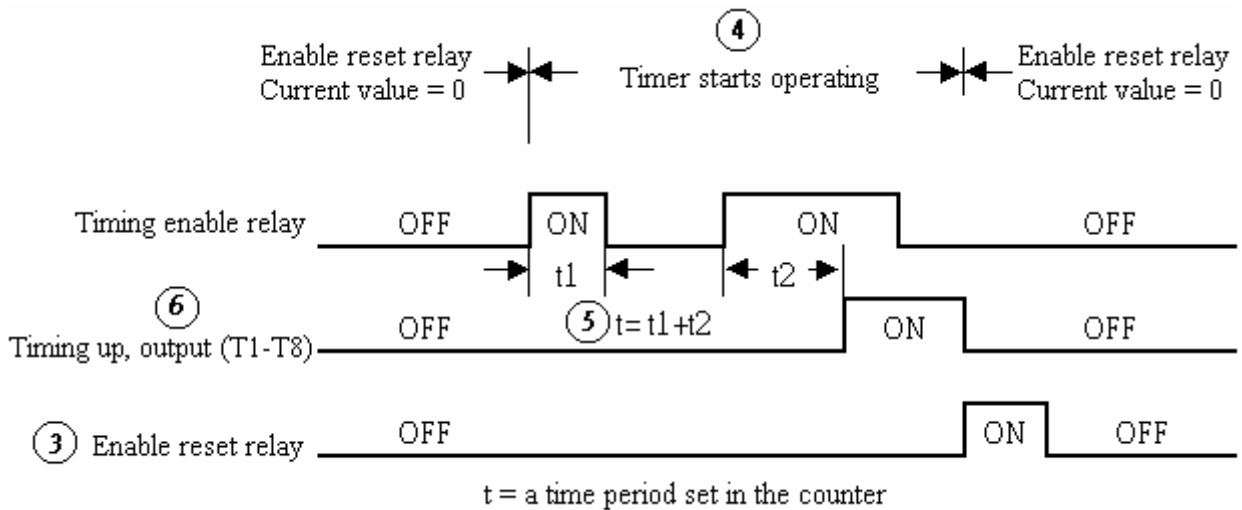 4
Enable reset relay
Current value = 0
Timer starts operating
Enable reset relay
Current value = 0
Timing enable relay
OFF
ON
ON
OFF
t1
t2
6
Timing up, output (T1-T8)
OFF
5 t= t1+t2
ON
OFF
3 Enable reset relay
OFF
ON
OFF
t = a time period set in the counter